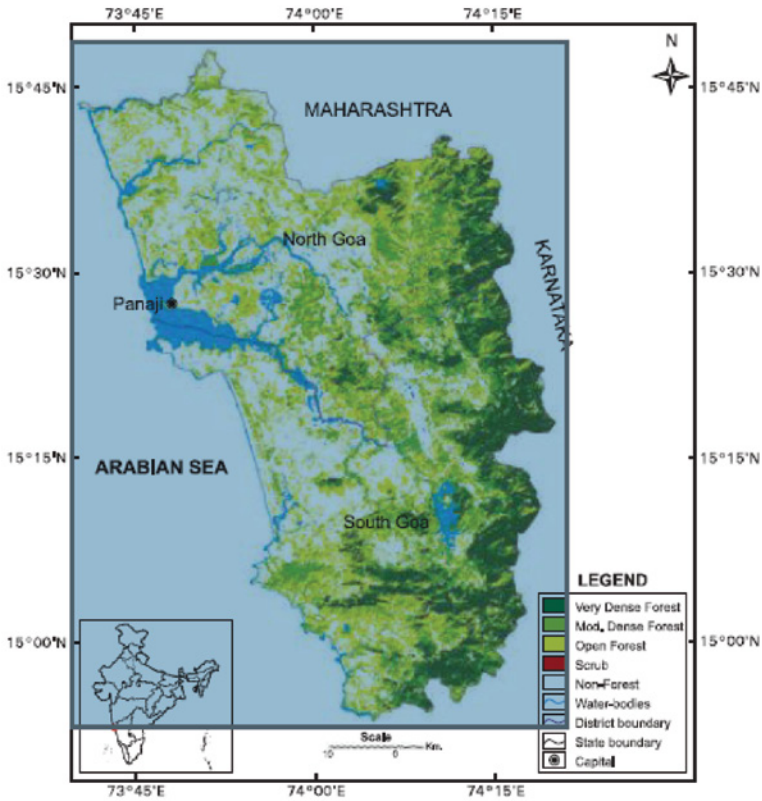 73°45'E 74°00'E 74°15'E
N
15°45'N 15°45'N
MAHARASHTRA
North Goa
KARNATAKA
15°30'N 15°30'N
Panaji
15°15'N 15°15'N
ARABIAN SEA
South Goa
LEGEND
Very Dense Forest
Mod. Dense Forest
Open Forest
Scrub
Non-Forest
Water-bodies
District boundary
State boundary
Capital
15°00'N 15°00'N
Scale
10 0 Km.
73°45'E 74°00'E 74°15'E